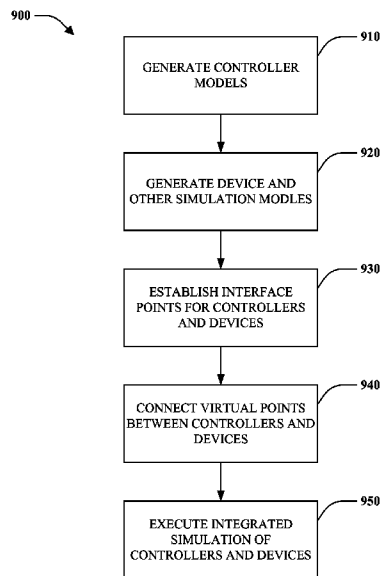 900
910
GENERATE CONTROLLER
MODELS
920
GENERATE DEVICE AND
OTHER SIMULATION MODLES
930
ESTABLISH INTERFACE
POINTS FOR CONTROLLERS
AND DEVICES
940
CONNECT VIRTUAL POINTS
BETWEEN CONTROLLERS AND
DEVICES
950
EXECUTE INTEGRATED
SIMULATION OF
CONTROLLERS AND DEVICES